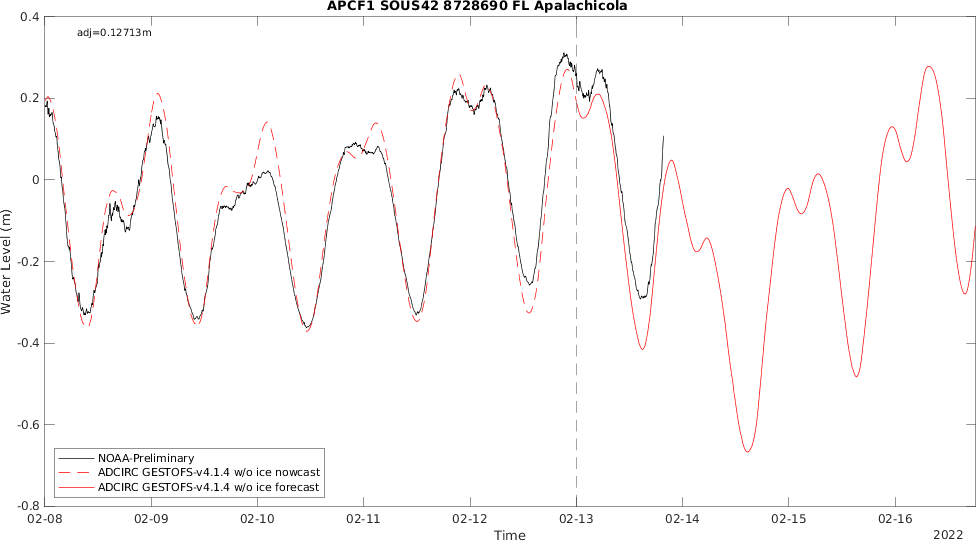 APCF1 SOUS42 8728690 FL Apalachicola
adj=0.12713m
0.4
0.2
0
-0.2
-0.4
-0.6
-0.8
Water Level (m)
NOAA-Preliminary
ADCIRC GESTOFS-v4.1.4 w/o ice nowcast
ADCIRC GESTOFS-v4.1.4 w/o ice forecast
02-08 02-09 02-10 02-11 02-12 02-13 02-14 02-15 02-16
Time
2022